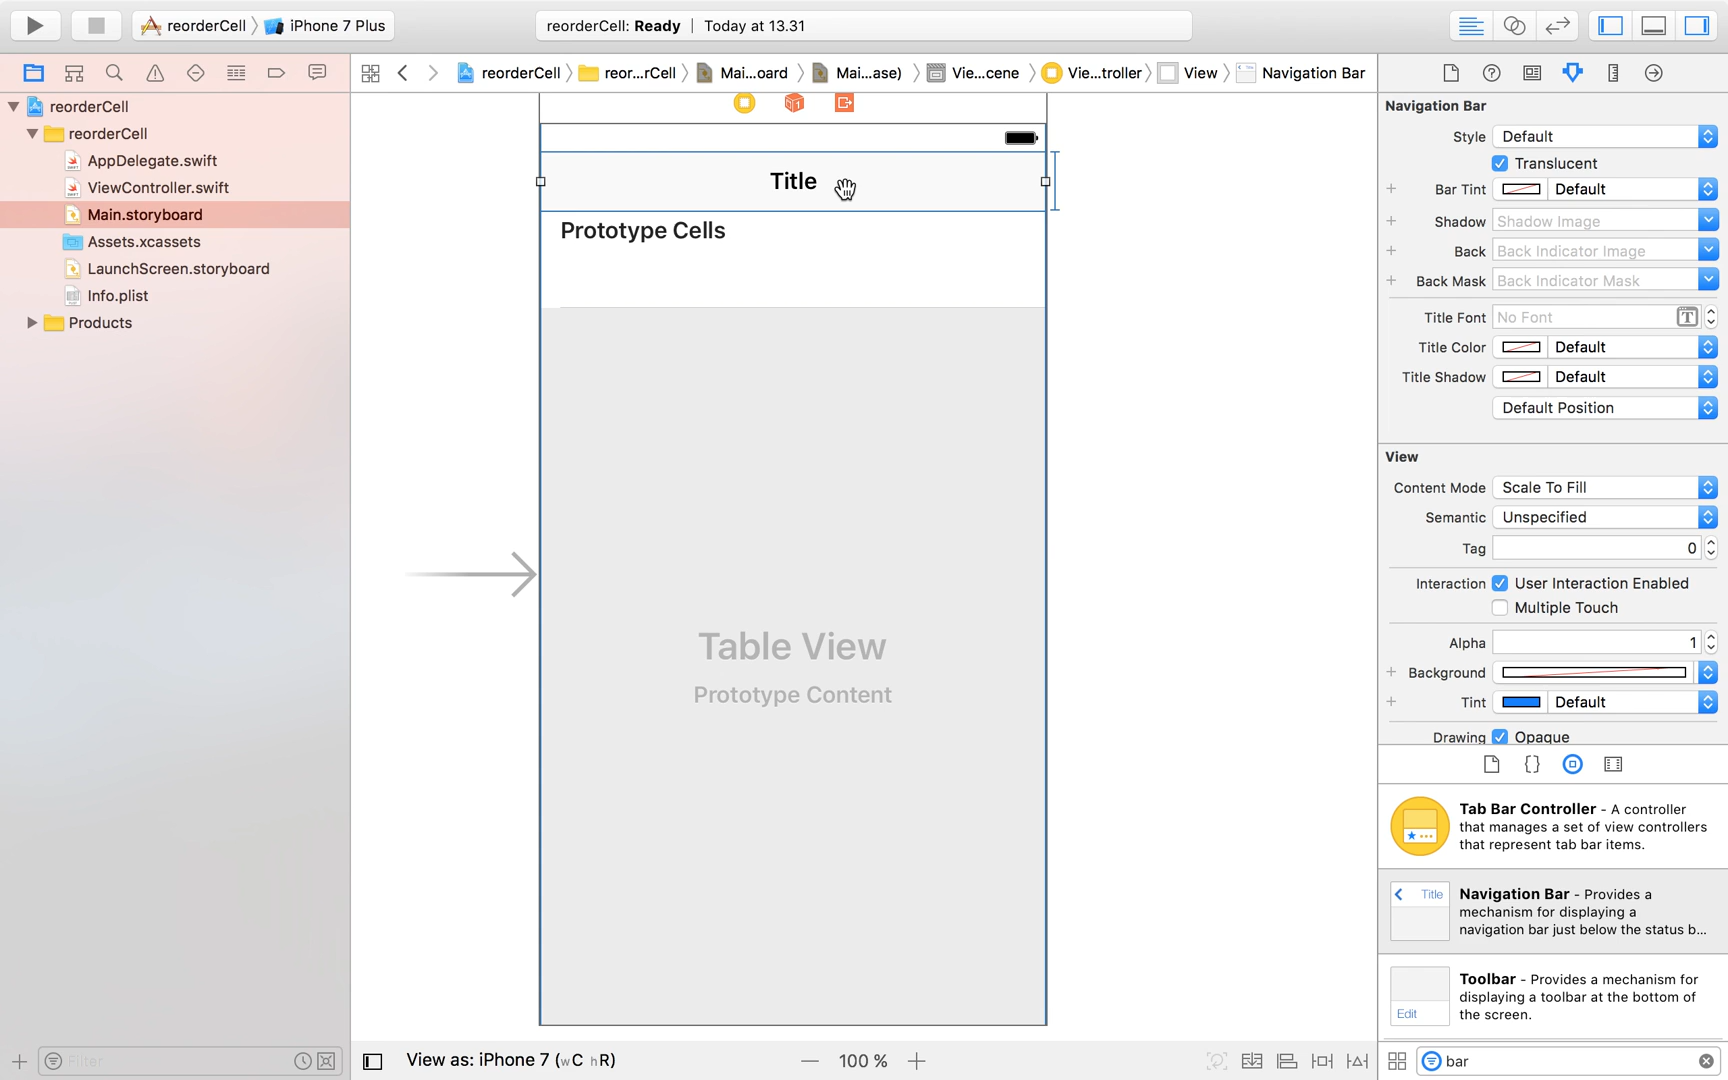 reorderCell iPhone 7 Plus
reorderCell: Ready | Today at 13.31
reorderCell reor...rCell Mai...oard Mai...ase) Vie...cene Vie...troller View Navigation Bar
reorderCell
reorderCell
AppDelegate.swift
ViewController.swift
Main.storyboard
Assets.xcassets
LaunchScreen.storyboard
Info.plist
Products
Filter
Title
Prototype Cells
Table View
Prototype Content
View as: iPhone 7 (wC hR)
100 %
Navigation Bar
Style Default
Translucent
Bar Tint Default
Shadow Shadow Image
Back Back Indicator Image
Back Mask Back Indicator Mask
Title Font No Font T
Title Color Default
Title Shadow Default
Default Position
View
Content Mode Scale To Fill
Semantic Unspecified
Tag 0
Interaction User Interaction Enabled
Multiple Touch
Alpha 1
Background
Tint Default
Drawing Opaque
Tab Bar Controller - A controller
that manages a set of view controllers
that represent tab bar items.
Title
Navigation Bar - Provides a
mechanism for displaying a
navigation bar just below the status b...
Edit
Toolbar - Provides a mechanism for
displaying a toolbar at the bottom of
the screen.
bar